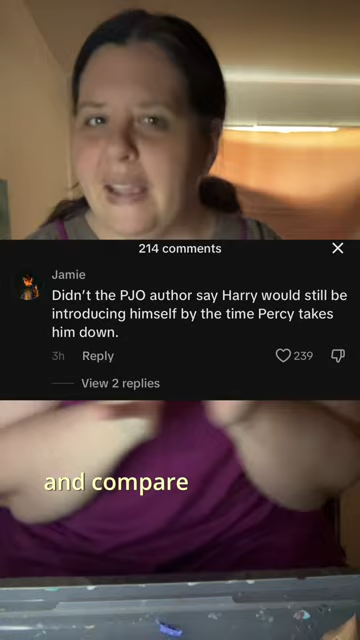 214 comments
Jamie
Didn't the PJO author say Harry would still be
introducing himself by the time Percy takes
him down.
3h Reply 239
View 2 replies
and compare